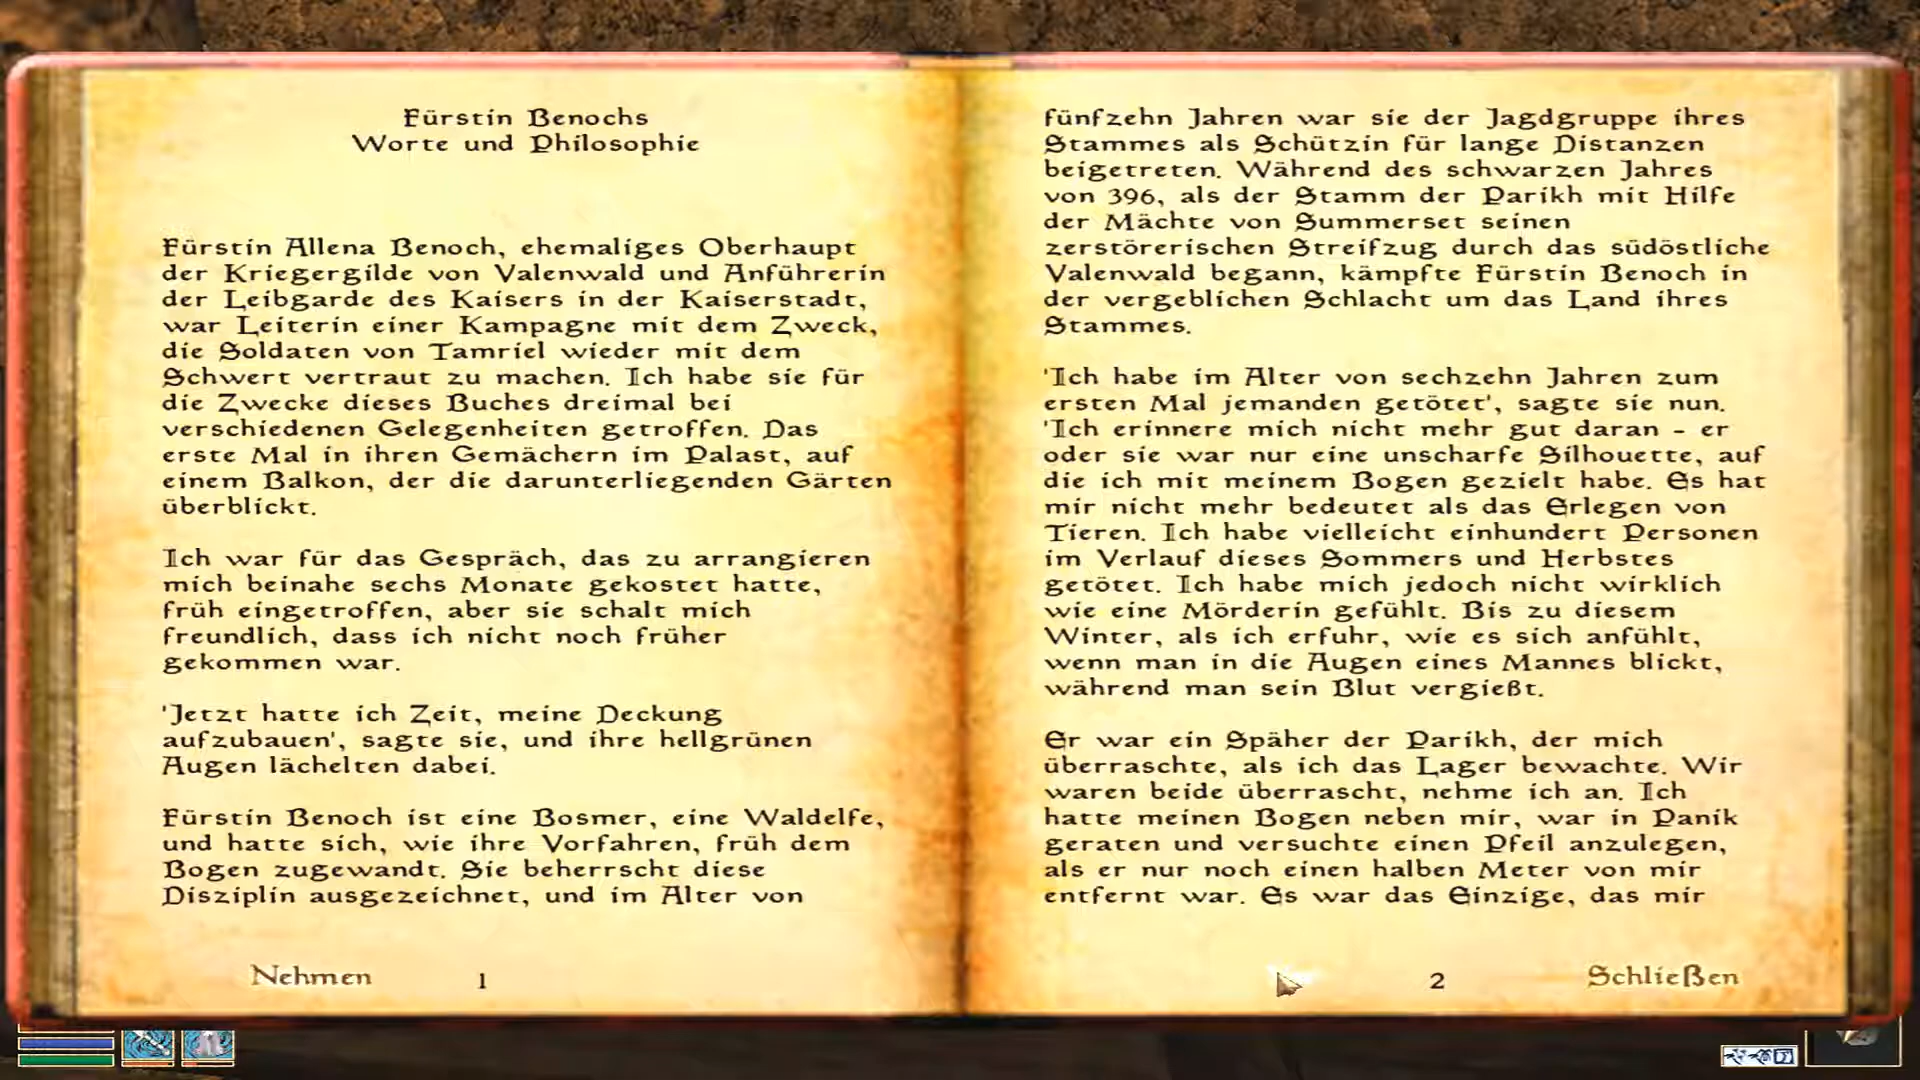 Fürstin Benochs
Worte und Philosophie
Fürstin Allena Benoch, ehemaliges Oberhaupt
der Kriegergilde von Valenwald und Anführerin
der Leibgarde des Kaisers in der Kaiserstadt,
war Leiterin einer Kampagne mit dem Zweck,
die Soldaten von Tamriel wieder mit dem
Schwert vertraut zu machen. Ich habe sie für
die Zwecke dieses Buches dreimal bei
verschiedenen Gelegenheiten getroffen. Das
erste Mal in ihren Gemächern im Palast, auf
einem Balkon, der die darunterliegenden Gärten
überblickt.
Ich war für das Gespräch, das zu arrangieren
mich beinahe sechs Monate gekostet hatte,
früh eingetroffen, aber sie schalt mich
freundlich, dass ich nicht noch früher
gekommen war.
'Jetzt hatte ich Zeit, meine Deckung
aufzubauen', sagte sie, und ihre hellgrünen
Augen lächelten dabei.
Fürstin Benoch ist eine Bosmer, eine Waldelfe,
und hatte sich, wie ihre Vorfahren, früh dem
Bogen zugewandt. Sie beherrscht diese
Disziplin ausgezeichnet, und im Alter von
Nehmen
1
fünfzehn Jahren war sie der Jagdgruppe ihres
Stammes als Schützin für lange Distanzen
beigetreten. Während des schwarzen Jahres
von 396, als der Stamm der Parikh mit Hilfe
der Mächte von Summerset seinen
zerstörerischen Streifzug durch das südöstliche
Valenwald begann, kämpfte Fürstin Benoch in
der vergeblichen Schlacht um das Land ihres
Stammes.
'Ich habe im Alter von sechzehn Jahren zum
ersten Mal jemanden getötet', sagte sie nun.
'Ich erinnere mich nicht mehr gut daran - er
oder sie war nur eine unscharfe Silhouette, auf
die ich mit meinem Bogen gezielt habe. Es hat
mir nicht mehr bedeutet als das Erlegen von
Tieren. Ich habe vielleicht einhundert Personen
im Verlauf dieses Sommers und Herbstes
getötet. Ich habe mich jedoch nicht wirklich
wie eine Mörderin gefühlt. Bis zu diesem
Winter, als ich erfuhr, wie es sich anfühlt,
wenn man in die Augen eines Mannes blickt,
während man sein Blut vergießt.
Er war ein Späher der Parikh, der mich
überraschte, als ich das Lager bewachte. Wir
waren beide überrascht, nehme ich an. Ich
hatte meinen Bogen neben mir, war in Panik
geraten und versuchte einen Pfeil anzulegen,
als er nur noch einen halben Meter von mir
entfernt war. Es war das Einzige, das mir
2
Schließen